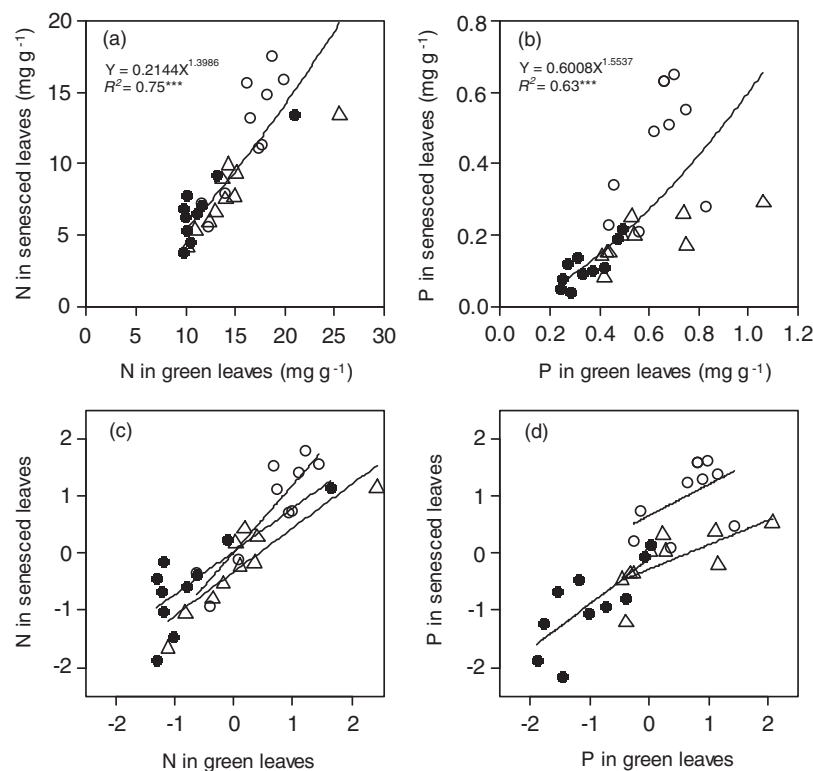 (a)
Y = 0.2144X^1.3986
R² = 0.75***
20
15
10
5
0
0 5 10 15 20 25 30
N in senesced leaves (mg g⁻¹)
N in green leaves (mg g⁻¹)
(b)
Y = 0.6008X^1.5537
R² = 0.63***
0.8
0.6
0.4
0.2
0.0
0.0 0.2 0.4 0.6 0.8 1.0 1.2
P in senesced leaves (mg g⁻¹)
P in green leaves (mg g⁻¹)
(c)
2
1
0
-1
-2
-2 -1 0 1 2
N in senesced leaves
N in green leaves
(d)
2
1
0
-1
-2
-2 -1 0 1 2
P in senesced leaves
P in green leaves